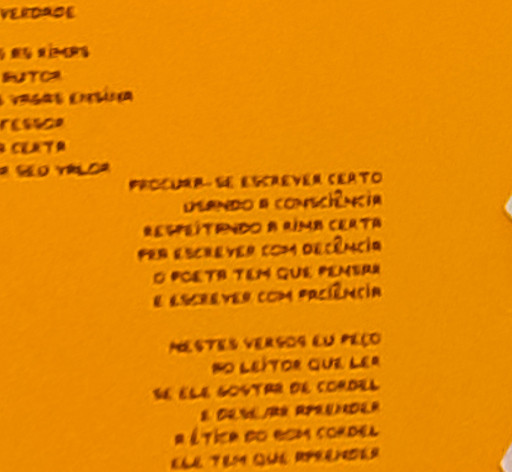 VERDADE
AS RIMAS
AUTOR
VAGAS ENSINA
FESSOR
CERTA
SEU VALOR
PROCURA-SE ESCREVER CERTO
USANDO A CONSCIÊNCIA
RESPEITANDO A RIMA CERTA
PRA ESCREVER COM DECÊNCIA
O POETA TEM QUE PENSAR
E ESCREVER COM PACIÊNCIA
NESTES VERSOS EU PEÇO
AO LEITOR QUE LER
SE ELE GOSTAR DE CORDEL
E DESEJAR APRENDER
A ÉTICA DO BOM CORDEL
ELE TEM QUE APRENDER